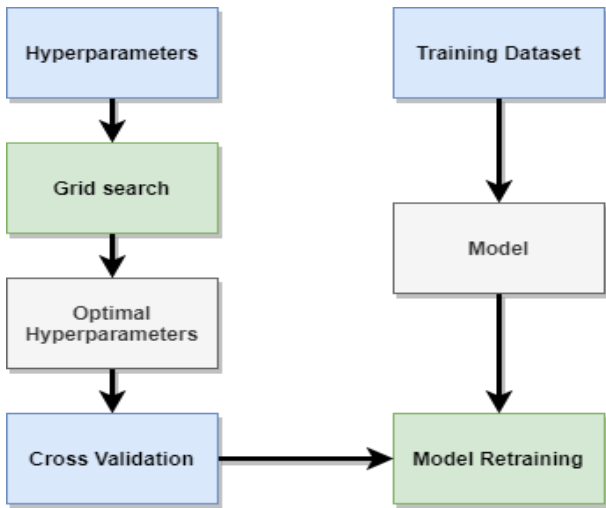 Hyperparameters
Training Dataset
Grid search
Model
Optimal
Hyperparameters
Cross Validation
Model Retraining